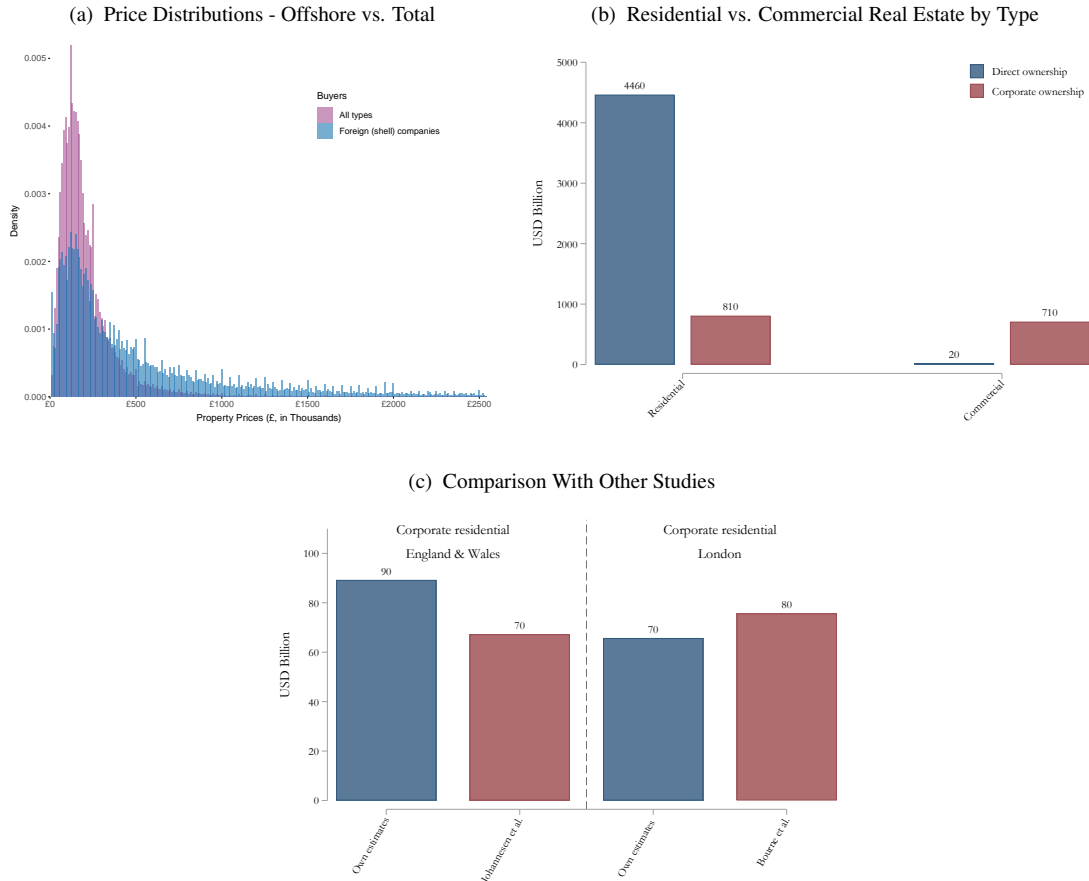 (a) Price Distributions - Offshore vs. Total
0.005
0.004
0.003
0.002
0.001
0.000
Density
Buyers
All types
Foreign (shell) companies
£0 £500 £1000 £1500 £2000 £2500
Property Prices (£, in Thousands)
(b) Residential vs. Commercial Real Estate by Type
5000
4000
3000
2000
1000
0
USD Billion
Direct ownership
Corporate ownership
4460
810
20
710
Residential
Commercial
(c) Comparison With Other Studies
Corporate residential
England & Wales
Corporate residential
London
100
80
60
40
20
0
USD Billion
90
70
70
80
Own estimates
Johannesen et al.
Own estimates
Bourne et al.